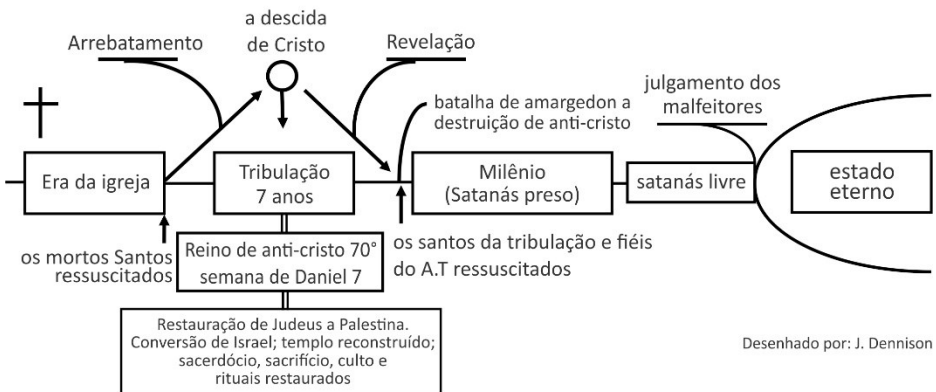 a descida
de Cristo
Arrebatamento
Revelação
batalha de amargedon a
destruição de anti-cristo
julgamento dos
malfeitores
Era da igreja
Tribulação
7 anos
Milênio
(Satanás preso)
satanás livre
estado
eterno
os mortos Santos
ressuscitados
Reino de anti-cristo 70°
semana de Daniel 7
os santos da tribulação e fiéis
do A.T ressuscitados
Restauração de Judeus a Palestina.
Conversão de Israel; templo reconstruído;
sacerdócio, sacrifício, culto e
rituais restaurados
Desenhado por: J. Dennison